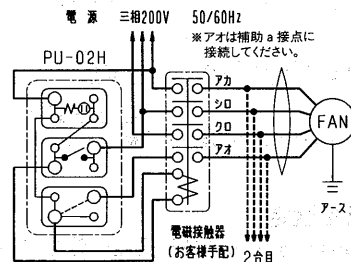 電源 三相200V 50/60Hz
※アオは補助a接点に
接続してください。
PU-02H
アカ
シロ
クロ
アオ
FAN
アース
電磁接触器
(お客様手配)
2台目